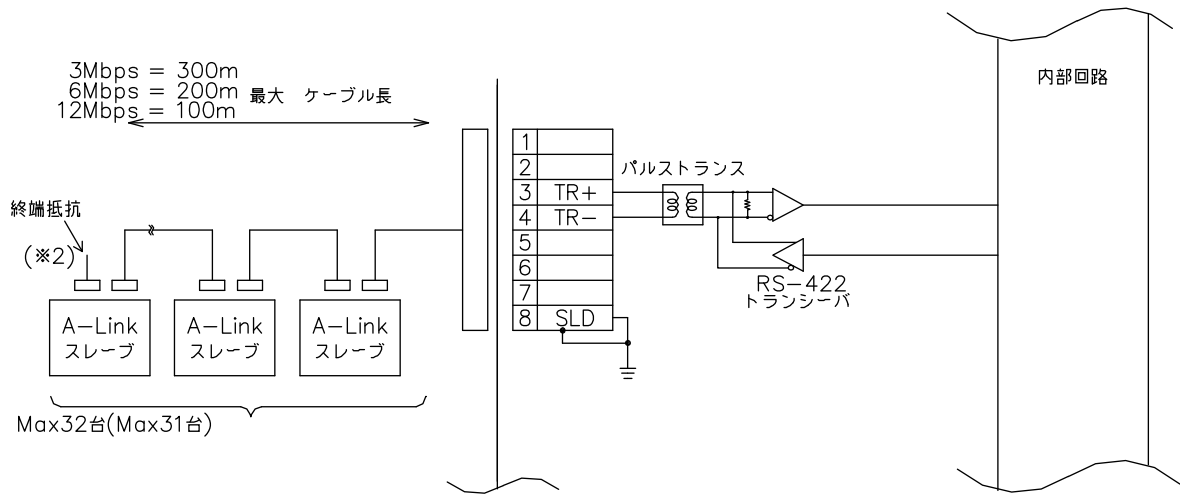 3Mbps = 300m
6Mbps = 200m 最大 ケーブル長
12Mbps = 100m
内部回路
1
2
3 TR+
4 TR-
5
6
7
8 SLD
パルストランス
RS-422
トランシーバ
終端抵抗
(※2)
A-Link
スレーブ
A-Link
スレーブ
A-Link
スレーブ
Max32台(Max31台)